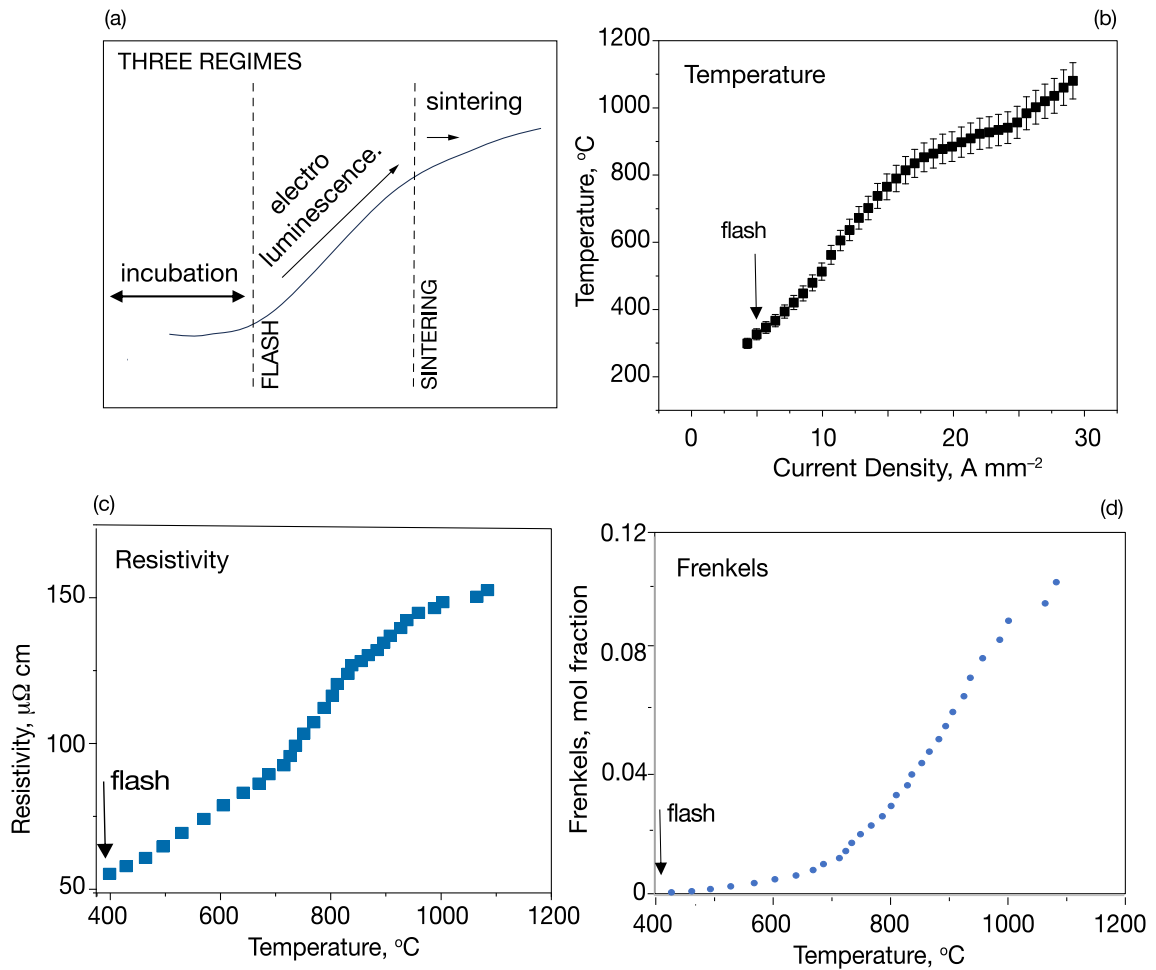 (a)
THREE REGIMES
sintering
electro
luminescence.
incubation
FLASH
SINTERING
(b)
Temperature
flash
Temperature, °C
1200
1000
800
600
400
200
0
10
20
30
Current Density, A mm⁻²
(c)
Resistivity
flash
Resistivity, μΩ cm
150
100
50
400
600
800
1000
1200
Temperature, °C
(d)
Frenkels
flash
Frenkels, mol fraction
0.12
0.08
0.04
0
400
600
800
1000
1200
Temperature, °C